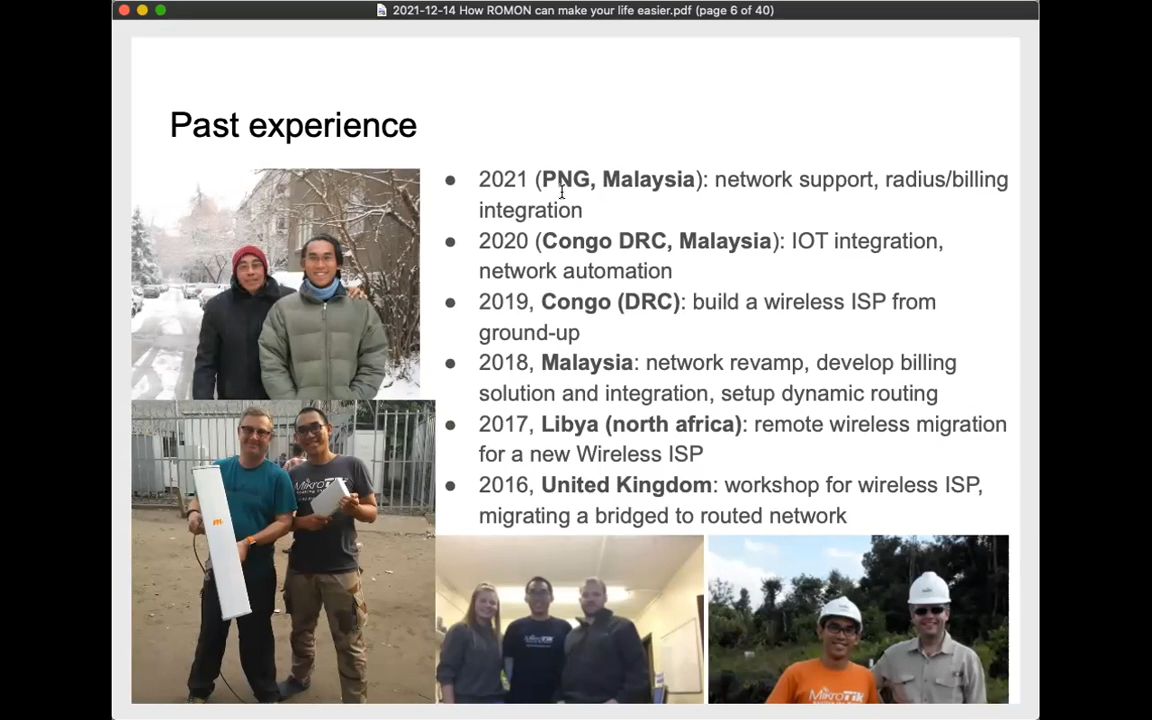 2021-12-14 How ROMON can make your life easier.pdf (page 6 of 40)
Past experience
● 2021 (PNG, Malaysia): network support, radius/billing
integration
● 2020 (Congo DRC, Malaysia): IOT integration,
network automation
● 2019, Congo (DRC): build a wireless ISP from
ground-up
● 2018, Malaysia: network revamp, develop billing
solution and integration, setup dynamic routing
● 2017, Libya (north africa): remote wireless migration
for a new Wireless ISP
● 2016, United Kingdom: workshop for wireless ISP,
migrating a bridged to routed network
MikroTik
m
MikroTik
MikroTik